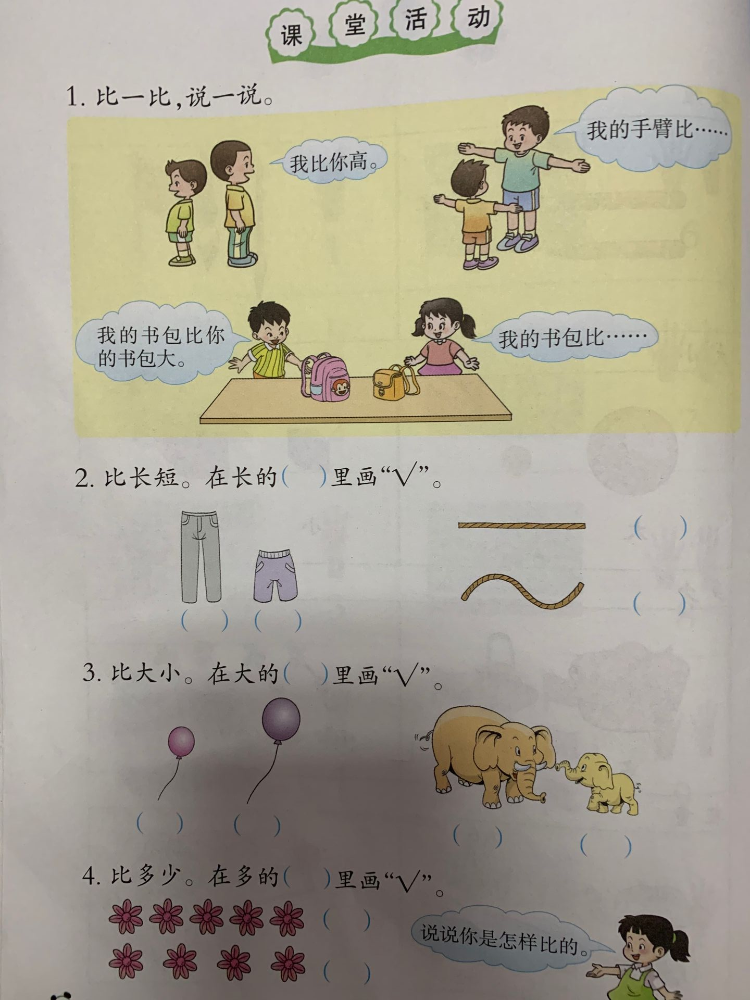 课堂活动
1. 比一比,说一说。
我比你高。
我的手臂比……
我的书包比你
的书包大。
我的书包比……
2. 比长短。在长的(  )里画“√”。
(  )
(  )
(  ) (  )
3. 比大小。在大的(  )里画“√”。
(  ) (  ) (  ) (  )
4. 比多少。在多的(  )里画“√”。
(  )
说说你是怎样比的。
(  )